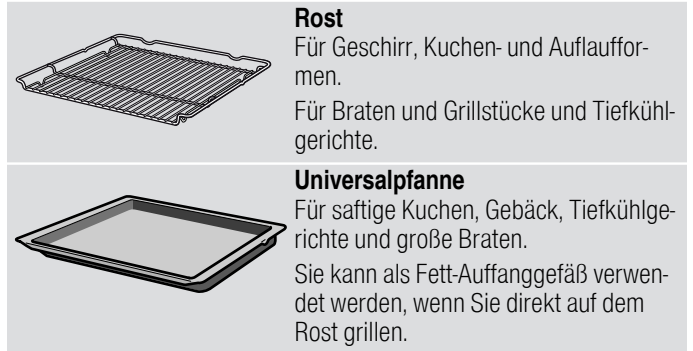 Rost
Für Geschirr, Kuchen- und Auflauffor-
men.
Für Braten und Grillstücke und Tiefkühl-
gerichte.
Universalpfanne
Für saftige Kuchen, Gebäck, Tiefkühlge-
richte und große Braten.
Sie kann als Fett-Auffanggefäß verwen-
det werden, wenn Sie direkt auf dem
Rost grillen.